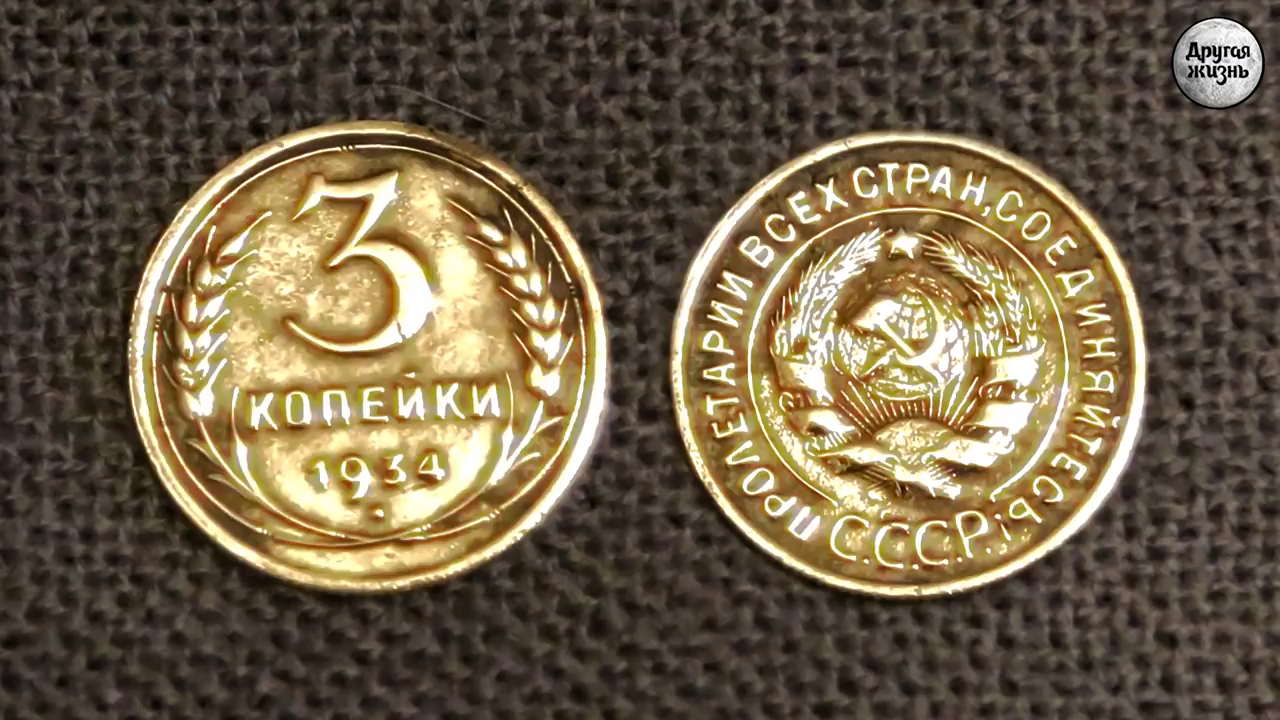 3
КОПЕЙКИ
1934
ПРОЛЕТАРИИ ВСЕХ СТРАН, СОЕДИНЯЙТЕСЬ!
С.С.С.Р.
Другая
жизнь